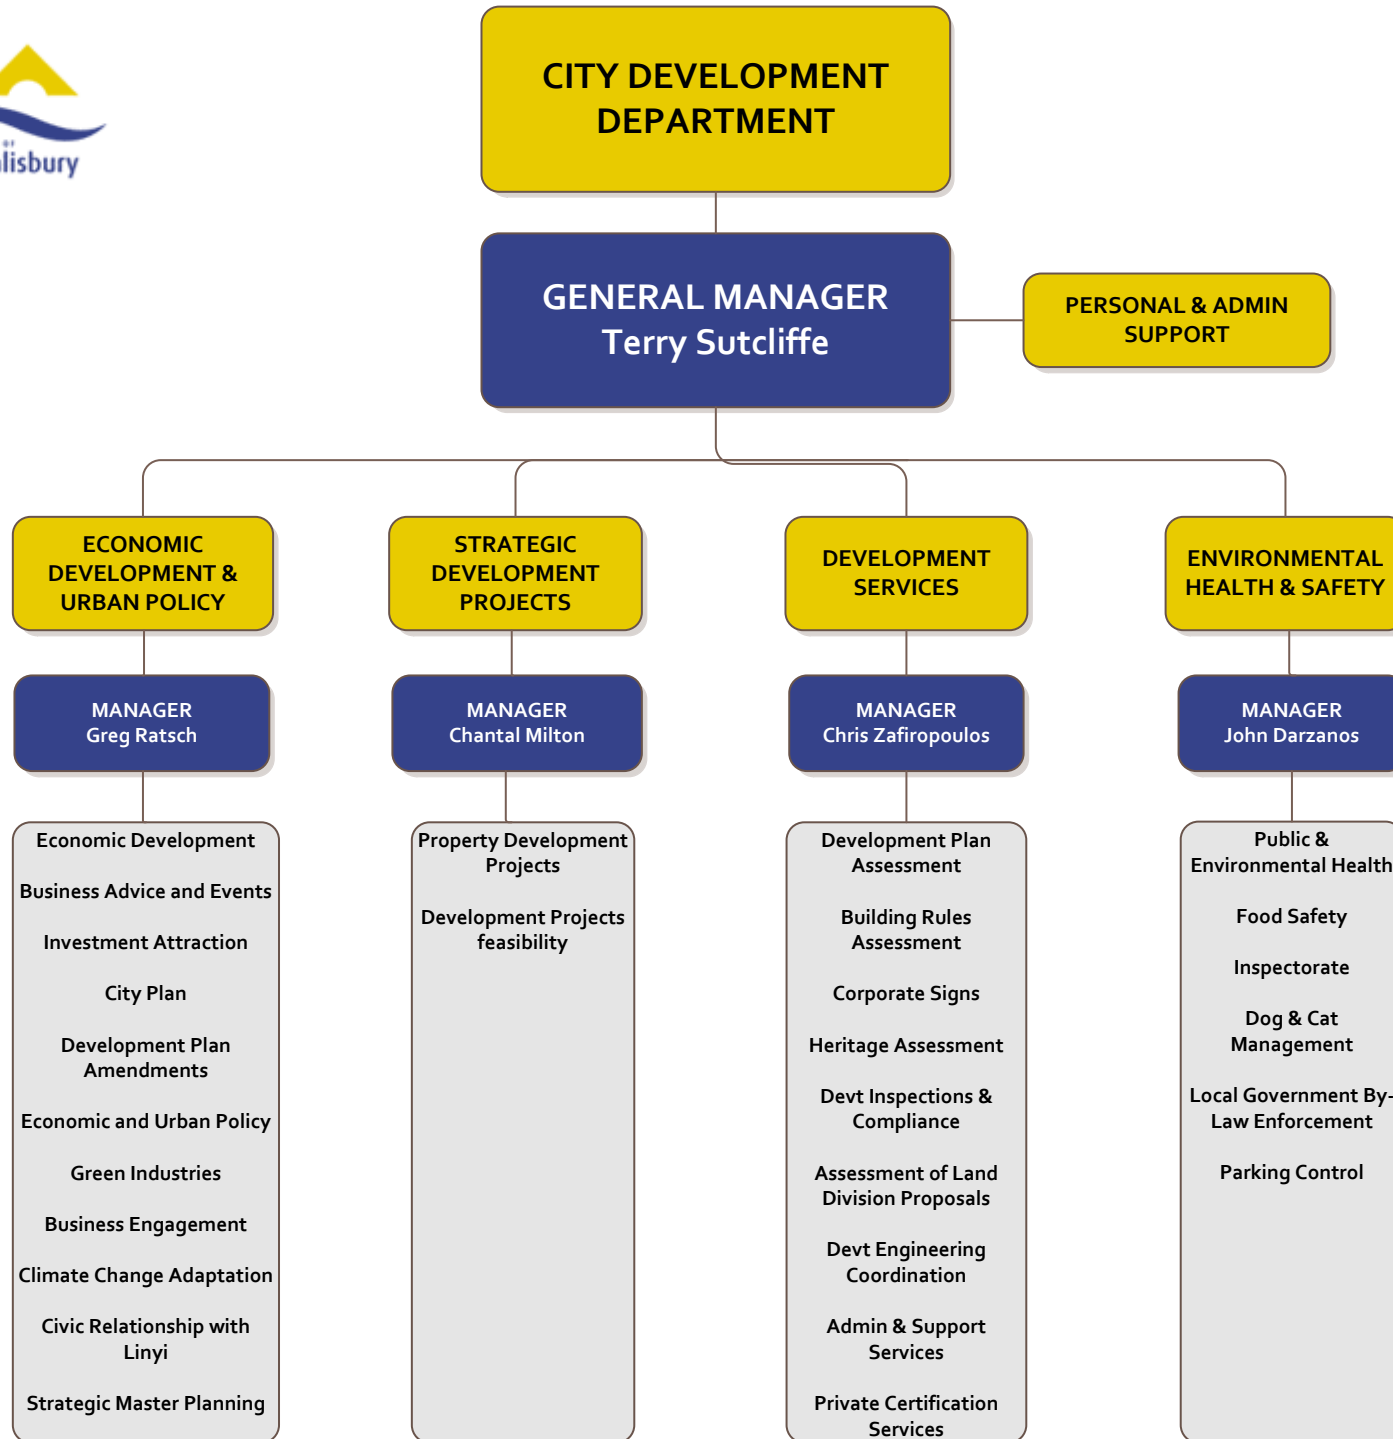 CITY DEVELOPMENT
DEPARTMENT
GENERAL MANAGER
Terry Sutcliffe
PERSONAL & ADMIN
SUPPORT
ECONOMIC
DEVELOPMENT &
URBAN POLICY
MANAGER
Greg Ratsch
Economic Development
Business Advice and Events
Investment Attraction
City Plan
Development Plan
Amendments
Economic and Urban Policy
Green Industries
Business Engagement
Climate Change Adaptation
Civic Relationship with
Linyi
Strategic Master Planning
STRATEGIC
DEVELOPMENT
PROJECTS
MANAGER
Chantal Milton
Property Development
Projects
Development Projects
feasibility
DEVELOPMENT
SERVICES
MANAGER
Chris Zafiropoulos
Development Plan
Assessment
Building Rules
Assessment
Corporate Signs
Heritage Assessment
Devt Inspections &
Compliance
Assessment of Land
Division Proposals
Devt Engineering
Coordination
Admin & Support
Services
Private Certification
Services
ENVIRONMENTAL
HEALTH & SAFETY
MANAGER
John Darzanos
Public &
Environmental Health
Food Safety
Inspectorate
Dog & Cat
Management
Local Government By-
Law Enforcement
Parking Control